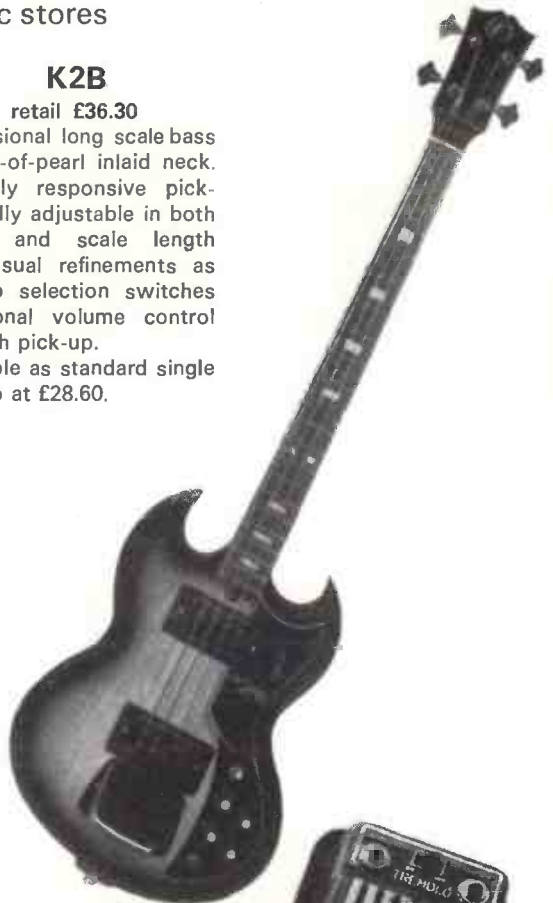 c stores
K2B
retail £36.30
sional long scale bass
-of-pearl inlaid neck.
ly responsive pick-
lly adjustable in both
and scale length
sual refinements as
o selection switches
onal volume control
h pick-up.
ble as standard single
o at £28.60.
TREMOLO